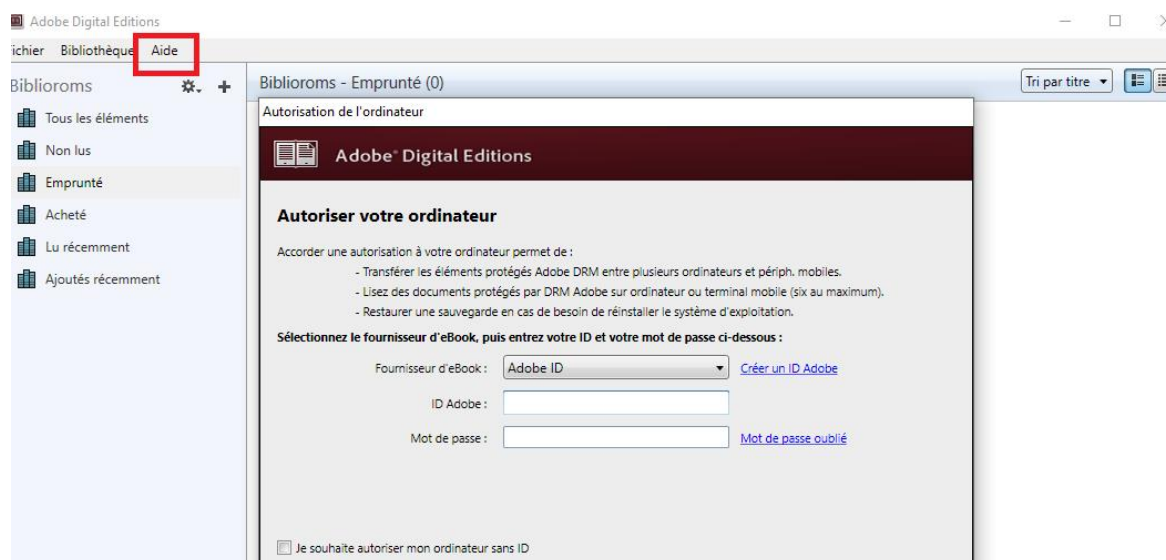 Adobe Digital Editions
ichier Bibliothèque Aide
Biblioroms
Tous les éléments
Non lus
Emprunté
Acheté
Lu récemment
Ajoutés récemment
Biblioroms - Emprunté (0)
Tri par titre
Autorisation de l'ordinateur
Adobe® Digital Editions
Autoriser votre ordinateur
Accorder une autorisation à votre ordinateur permet de :
- Transférer les éléments protégés Adobe DRM entre plusieurs ordinateurs et périph. mobiles.
- Lisez des documents protégés par DRM Adobe sur ordinateur ou terminal mobile (six au maximum).
- Restaurer une sauvegarde en cas de besoin de réinstaller le système d'exploitation.
Sélectionnez le fournisseur d'eBook, puis entrez votre ID et votre mot de passe ci-dessous :
Fournisseur d'eBook : Adobe ID Créer un ID Adobe
ID Adobe :
Mot de passe : Mot de passe oublié
Je souhaite autoriser mon ordinateur sans ID